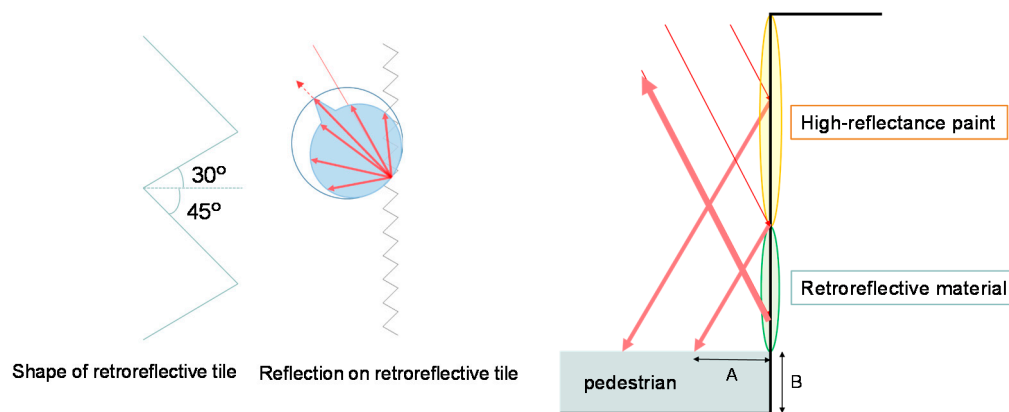 30º
45º
Shape of retroreflective tile
Reflection on retroreflective tile
High-reflectance paint
Retroreflective material
pedestrian
A
B